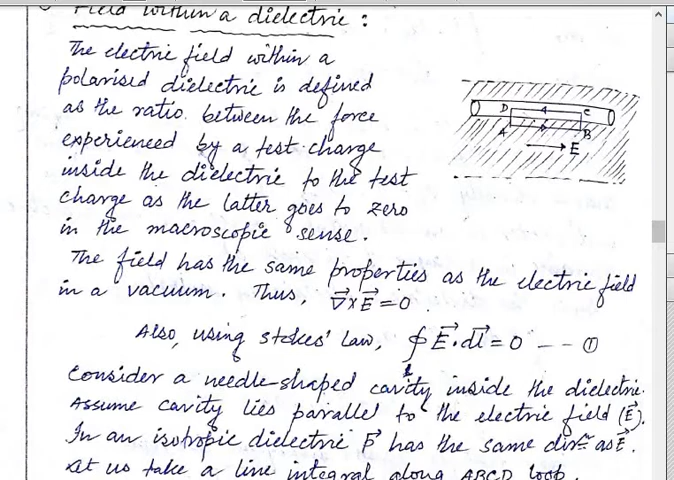 Field within a dielectric :
The electric field within a
polarised dielectric is defined
as the ratio between the force
experienced by a test charge
inside the dielectric to the test
charge as the latter goes to zero
in the macroscopic sense.
D C
A B
E
The field has the same properties as the electric field
in a vacuum. Thus, ∇⃗×E⃗=0
Also, using stokes' Law, ∮E⃗.dl⃗=0 --- ①
Consider a needle-shaped cavity inside the dielectric.
Assume cavity lies parallel to the electric field (E⃗).
In an isotropic dielectric P⃗ has the same dirⁿ as E⃗.
Let us take a line integral along ABCD loop.